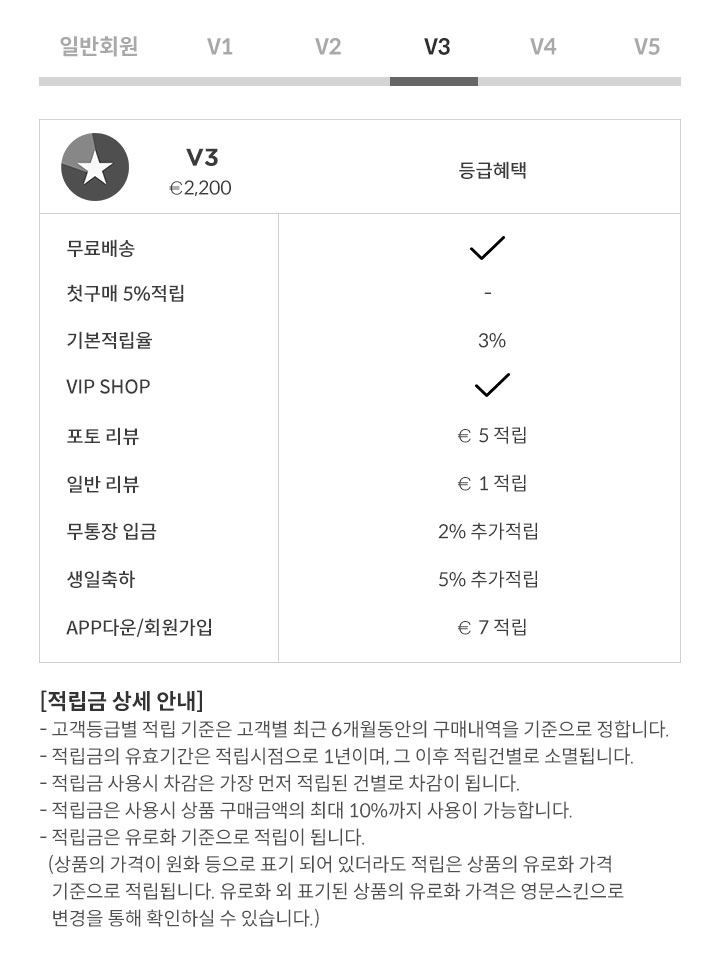 일반회원 V1 V2 V3 V4 V5
V3
€2,200
등급혜택
무료배송
첫구매 5%적립 -
기본적립율 3%
VIP SHOP
포토 리뷰 € 5 적립
일반 리뷰 € 1 적립
무통장 입금 2% 추가적립
생일축하 5% 추가적립
APP다운/회원가입 € 7 적립
[적립금 상세 안내]
- 고객등급별 적립 기준은 고객별 최근 6개월동안의 구매내역을 기준으로 정합니다.
- 적립금의 유효기간은 적립시점으로 1년이며, 그 이후 적립건별로 소멸됩니다.
- 적립금 사용시 차감은 가장 먼저 적립된 건별로 차감이 됩니다.
- 적립금은 사용시 상품 구매금액의 최대 10%까지 사용이 가능합니다.
- 적립금은 유로화 기준으로 적립이 됩니다.
(상품의 가격이 원화 등으로 표기 되어 있더라도 적립은 상품의 유로화 가격
기준으로 적립됩니다. 유로화 외 표기된 상품의 유로화 가격은 영문스킨으로
변경을 통해 확인하실 수 있습니다.)